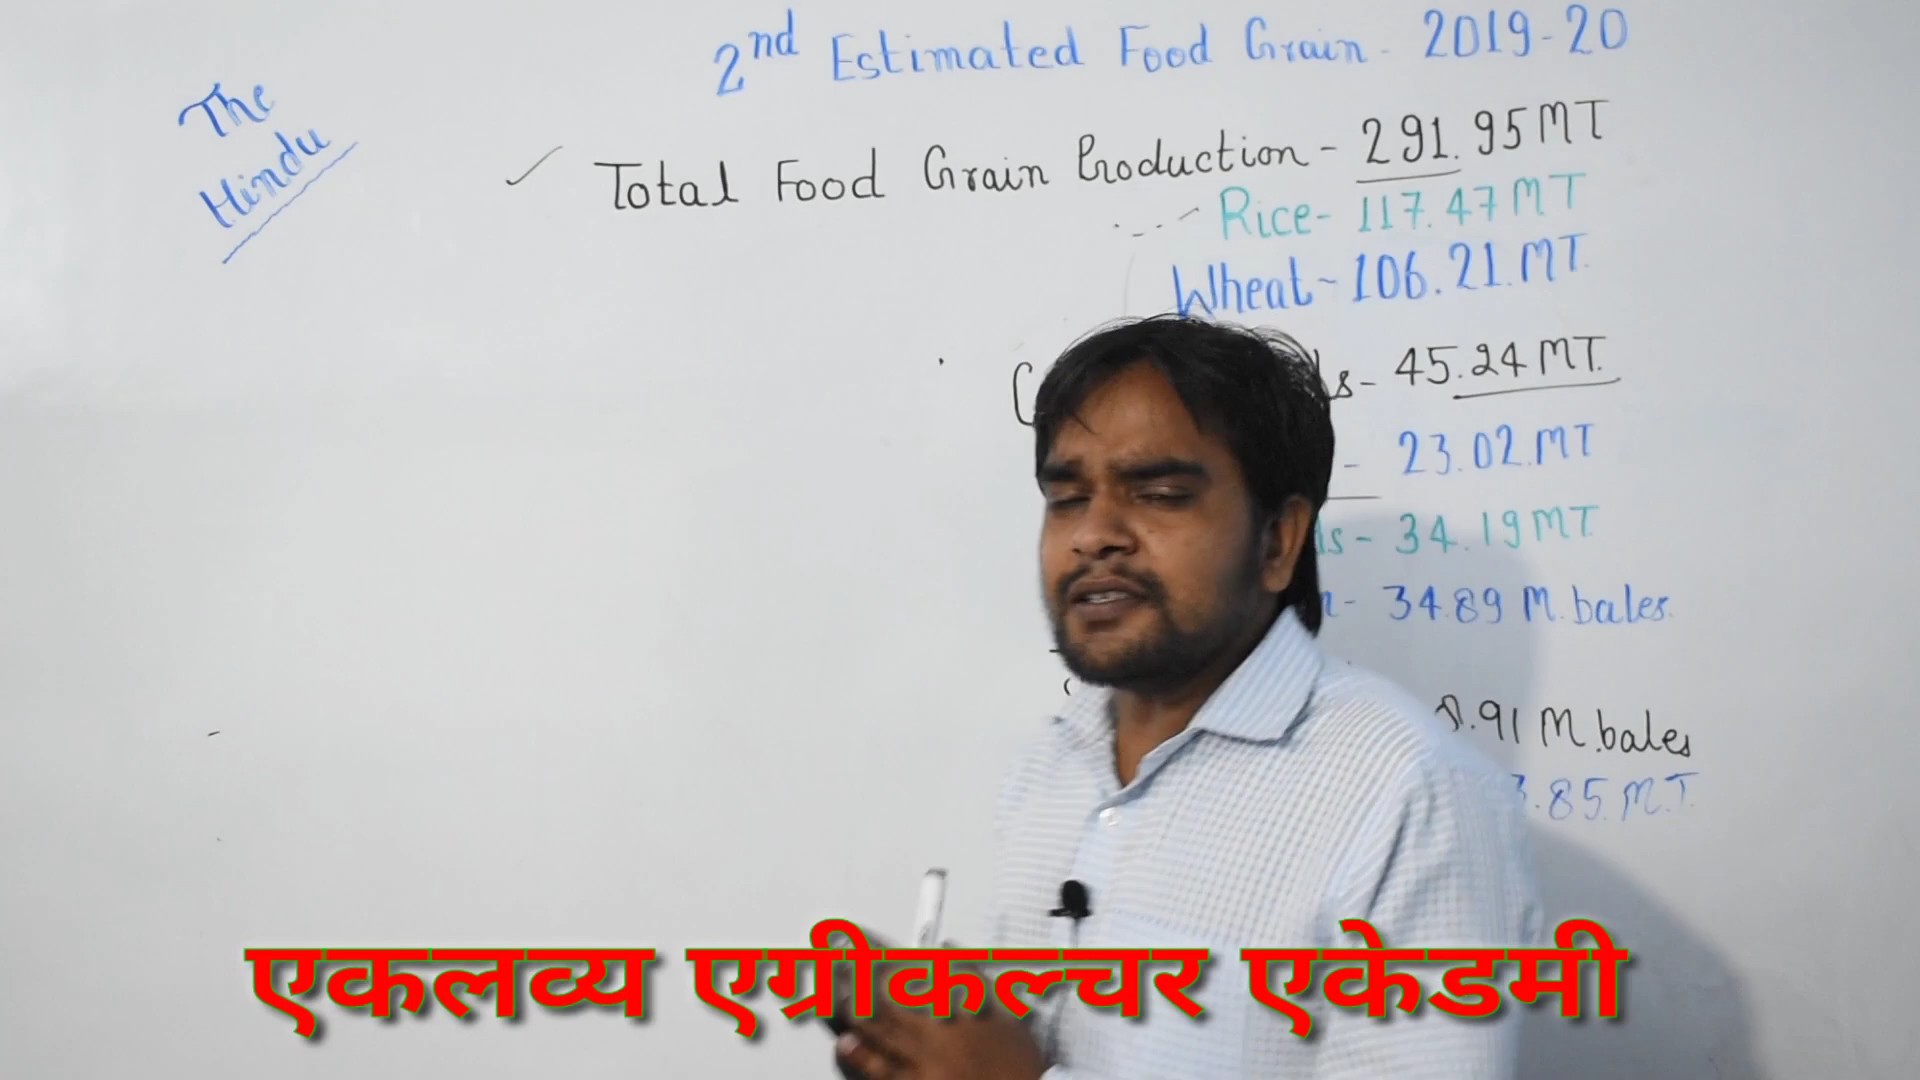 The
Hindu
2nd Estimated Food Grain - 2019-20
Total Food Grain Production - 291.95 MT
Rice- 117.47 MT
Wheat- 106.21. MT.
45.24 MT.
- 23.02. MT
- 34.19 MT.
- 34.89 M. bales.
.91 M. bales
.85. M.T.
एकलव्य एग्रीकल्चर एकेडमी